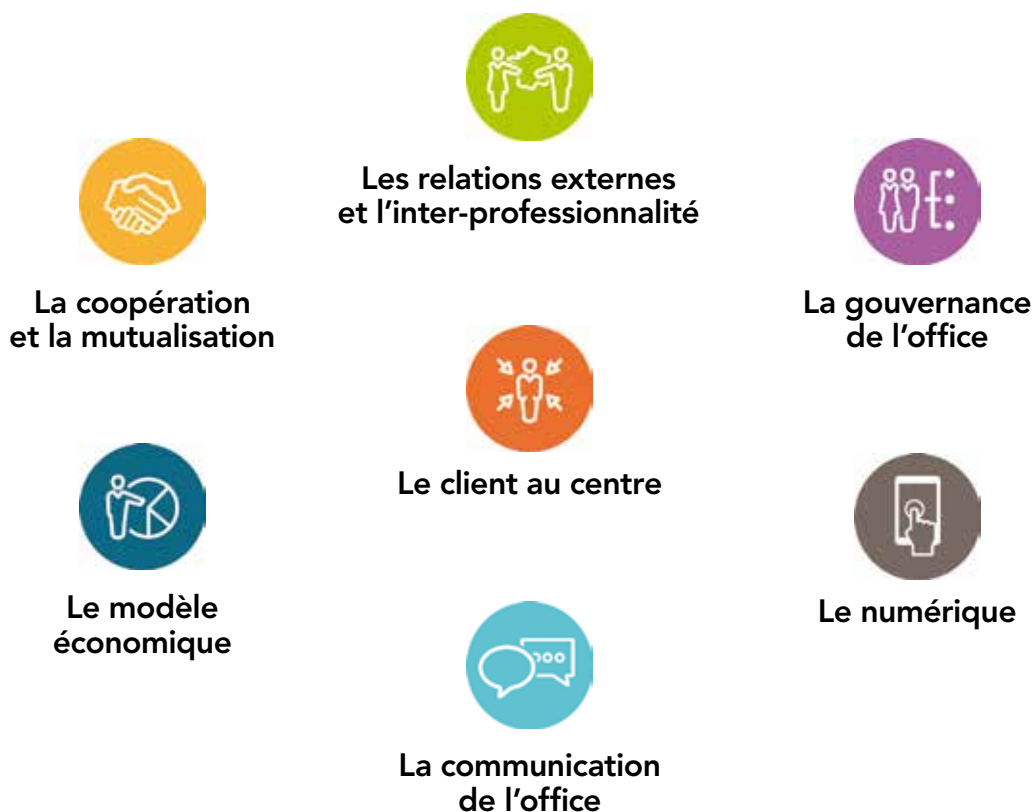 Les relations externes
et l’inter-professionnalité
La coopération
et la mutualisation
La gouvernance
de l’office
Le client au centre
Le modèle
économique
Le numérique
La communication
de l’office